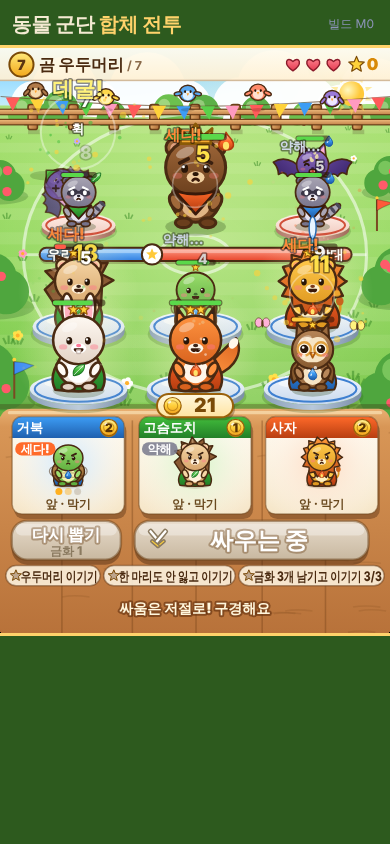 동물 군단 합체 전투
빌드 M0
7 곰 우두머리 / 7
0
데굴!
7
휙
8
세다!
5
약해...
5
세다!
약해...
세다!
우리
13
5
4
11
상대
21
거북 2
고슴도치 1
사자 2
세다!
약해
앞 · 막기
앞 · 막기
앞 · 막기
다시 뽑기
금화 1
싸우는 중
우두머리 이기기
한 마리도 안 잃고 이기기
금화 3개 남기고 이기기 3/3
싸움은 저절로! 구경해요